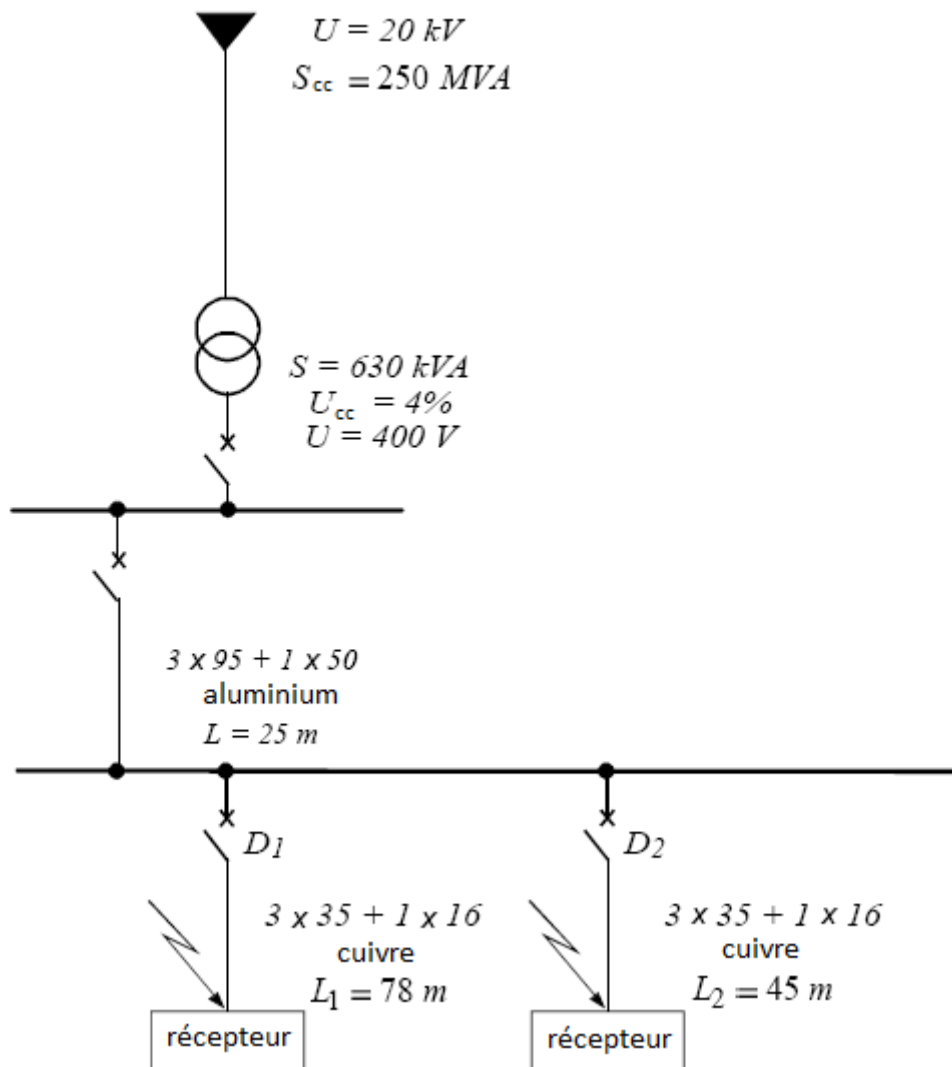 U = 20 kV
Scc = 250 MVA
S = 630 kVA
Ucc = 4%
U = 400 V
3 x 95 + 1 x 50
aluminium
L = 25 m
D1
D2
3 x 35 + 1 x 16
cuivre
L1 = 78 m
3 x 35 + 1 x 16
cuivre
L2 = 45 m
récepteur
récepteur